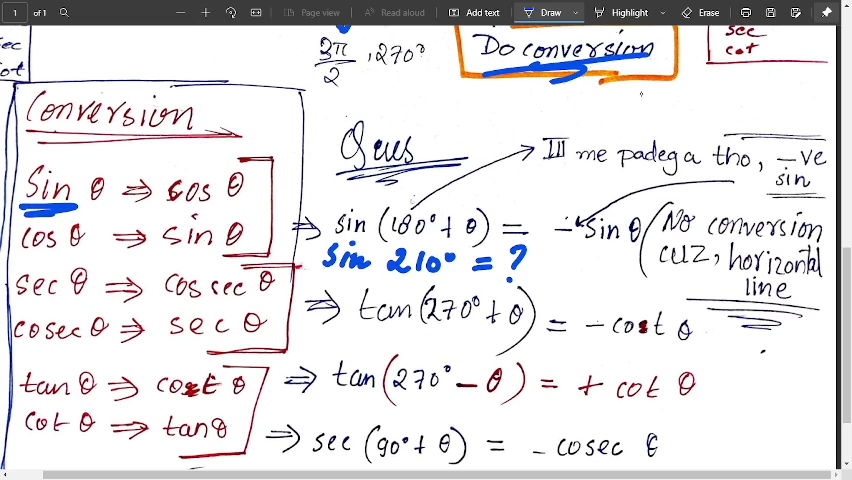 1 of 1
Page view
Read aloud
Add text
Draw
Highlight
Erase
sec
cot
3π/2 , 270°
Do conversion
sec
cot
Conversion
Sin θ ⇒ cos θ
cos θ ⇒ sin θ
sec θ ⇒ cosec θ
cosec θ ⇒ sec θ
tan θ ⇒ cot θ
cot θ ⇒ tan θ
Ques
III me padega tho, -ve
sin
⇒ sin (180° + θ) = - sin θ
(No conversion
cuz, horizontal
line
sin 210° = ?
⇒ tan (270° + θ) = - cot θ
⇒ tan (270° - θ) = + cot θ
⇒ sec (90° + θ) = - cosec θ